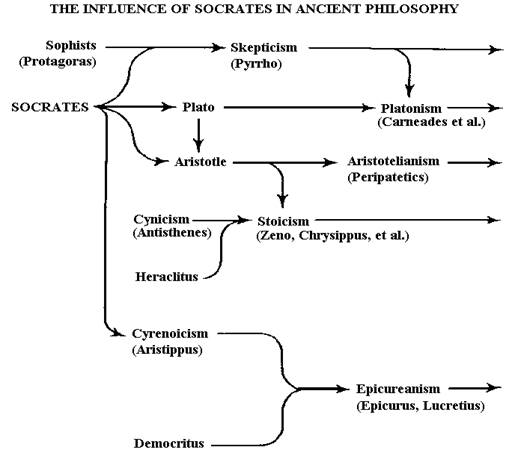 THE INFLUENCE OF SOCRATES IN ANCIENT PHILOSOPHY
Sophists
(Protagoras)
Skepticism
(Pyrrho)
SOCRATES
Plato
Platonism
(Carneades et al.)
Aristotle
Aristotelianism
(Peripatetics)
Cynicism
(Antisthenes)
Stoicism
(Zeno, Chrysippus, et al.)
Heraclitus
Cyrenoicism
(Aristippus)
Epicureanism
(Epicurus, Lucretius)
Democritus